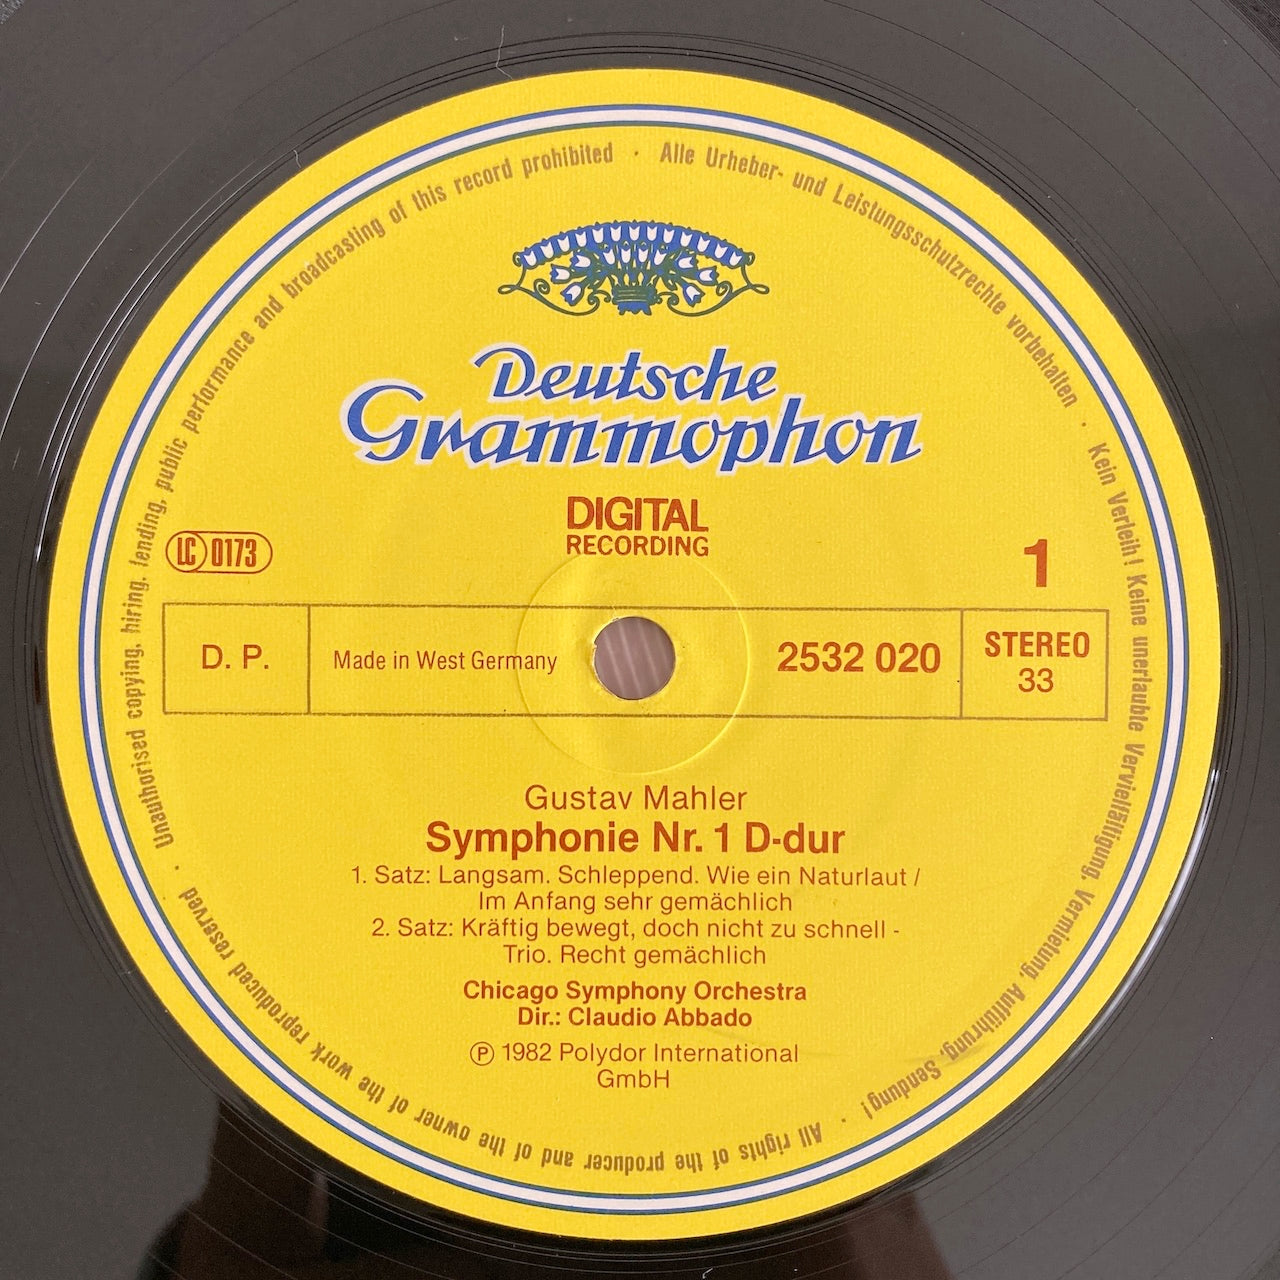 Deutsche
Grammophon
DIGITAL
RECORDING
LC 0173
1
D. P.
Made in West Germany
2532 020
STEREO
33
Gustav Mahler
Symphonie Nr. 1 D-dur
1. Satz: Langsam. Schleppend. Wie ein Naturlaut /
Im Anfang sehr gemächlich
2. Satz: Kräftig bewegt, doch nicht zu schnell -
Trio. Recht gemächlich
Chicago Symphony Orchestra
Dir.: Claudio Abbado
℗ 1982 Polydor International
GmbH
Alle Urheber- und Leistungsschutzrechte vorbehalten · Kein Verleih! Keine unerlaubte Vervielfältigung, Vermietung, Aufführung, Sendung! · All rights of the producer and of the owner of the work reproduced reserved · Unauthorised copying, hiring, lending, public performance and broadcasting of this record prohibited ·